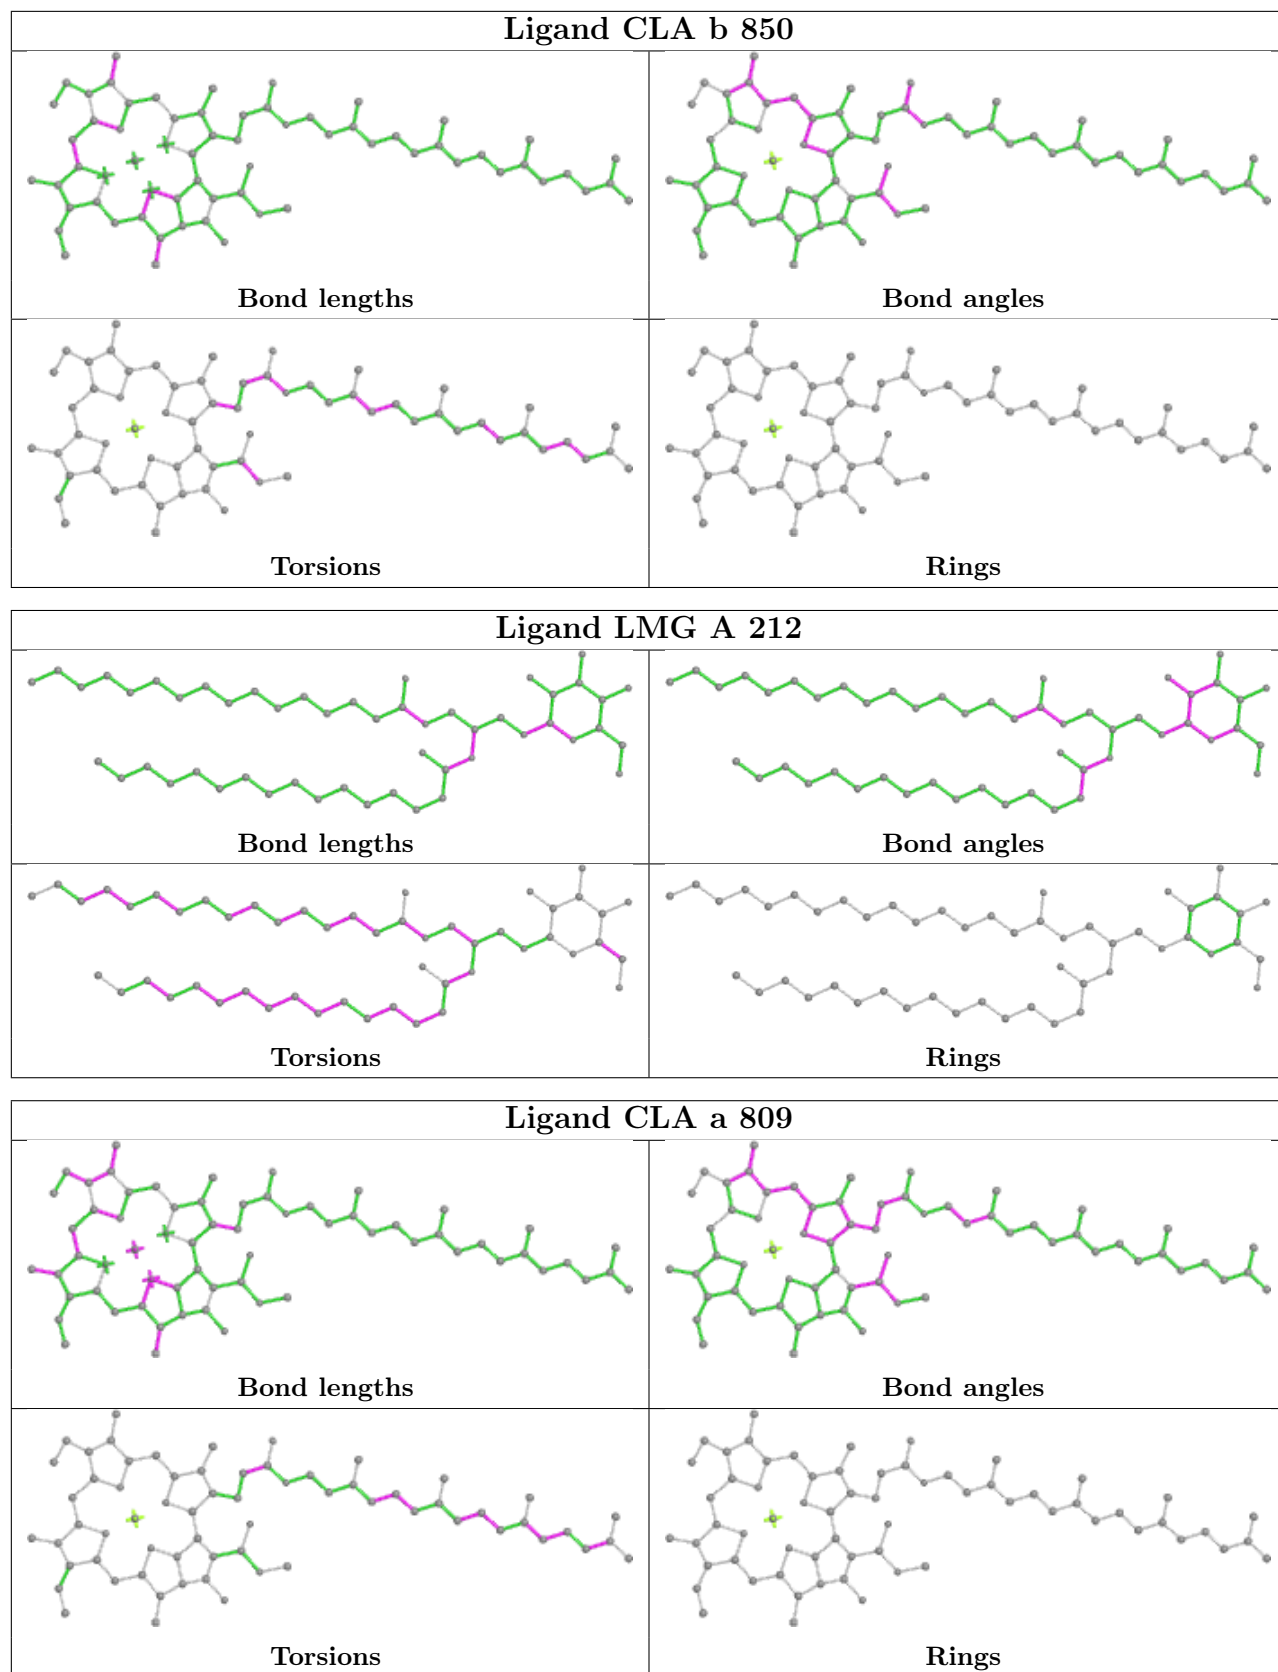 Ligand CLA b 850
Bond lengths
Bond angles
Torsions
Rings
Ligand LMG A 212
Bond lengths
Bond angles
Torsions
Rings
Ligand CLA a 809
Bond lengths
Bond angles
Torsions
Rings